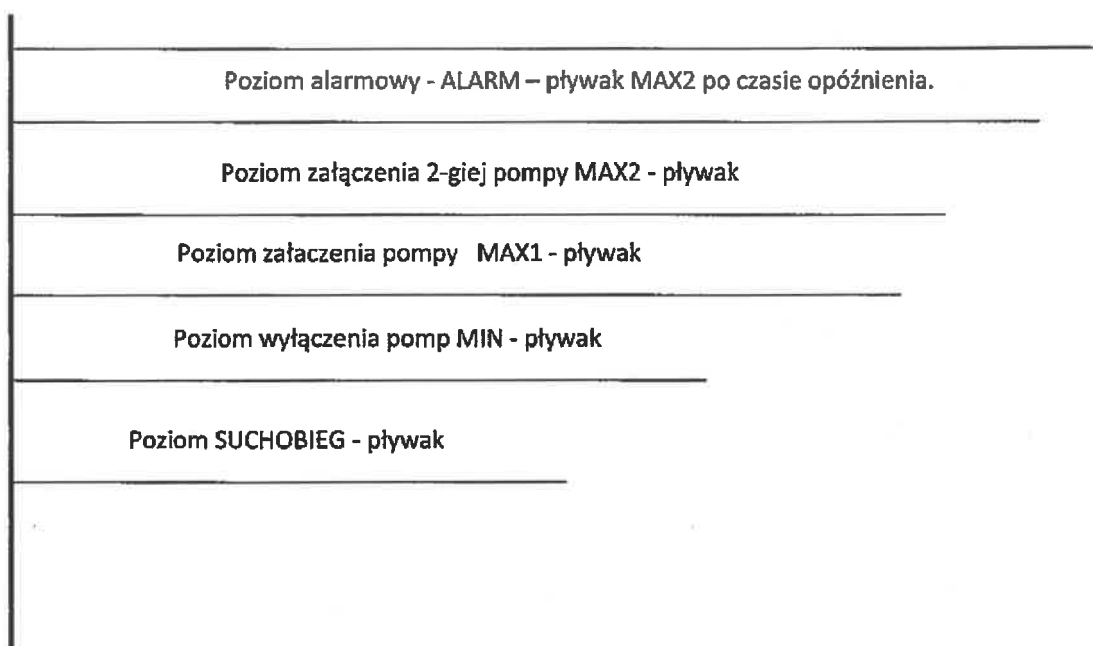 Poziom alarmowy - ALARM – pływak MAX2 po czasie opóźnienia.
Poziom załączenia 2-giej pompy MAX2 - pływak
Poziom załaczenia pompy MAX1 - pływak
Poziom wyłączenia pomp MIN - pływak
Poziom SUCHOBIEG - pływak